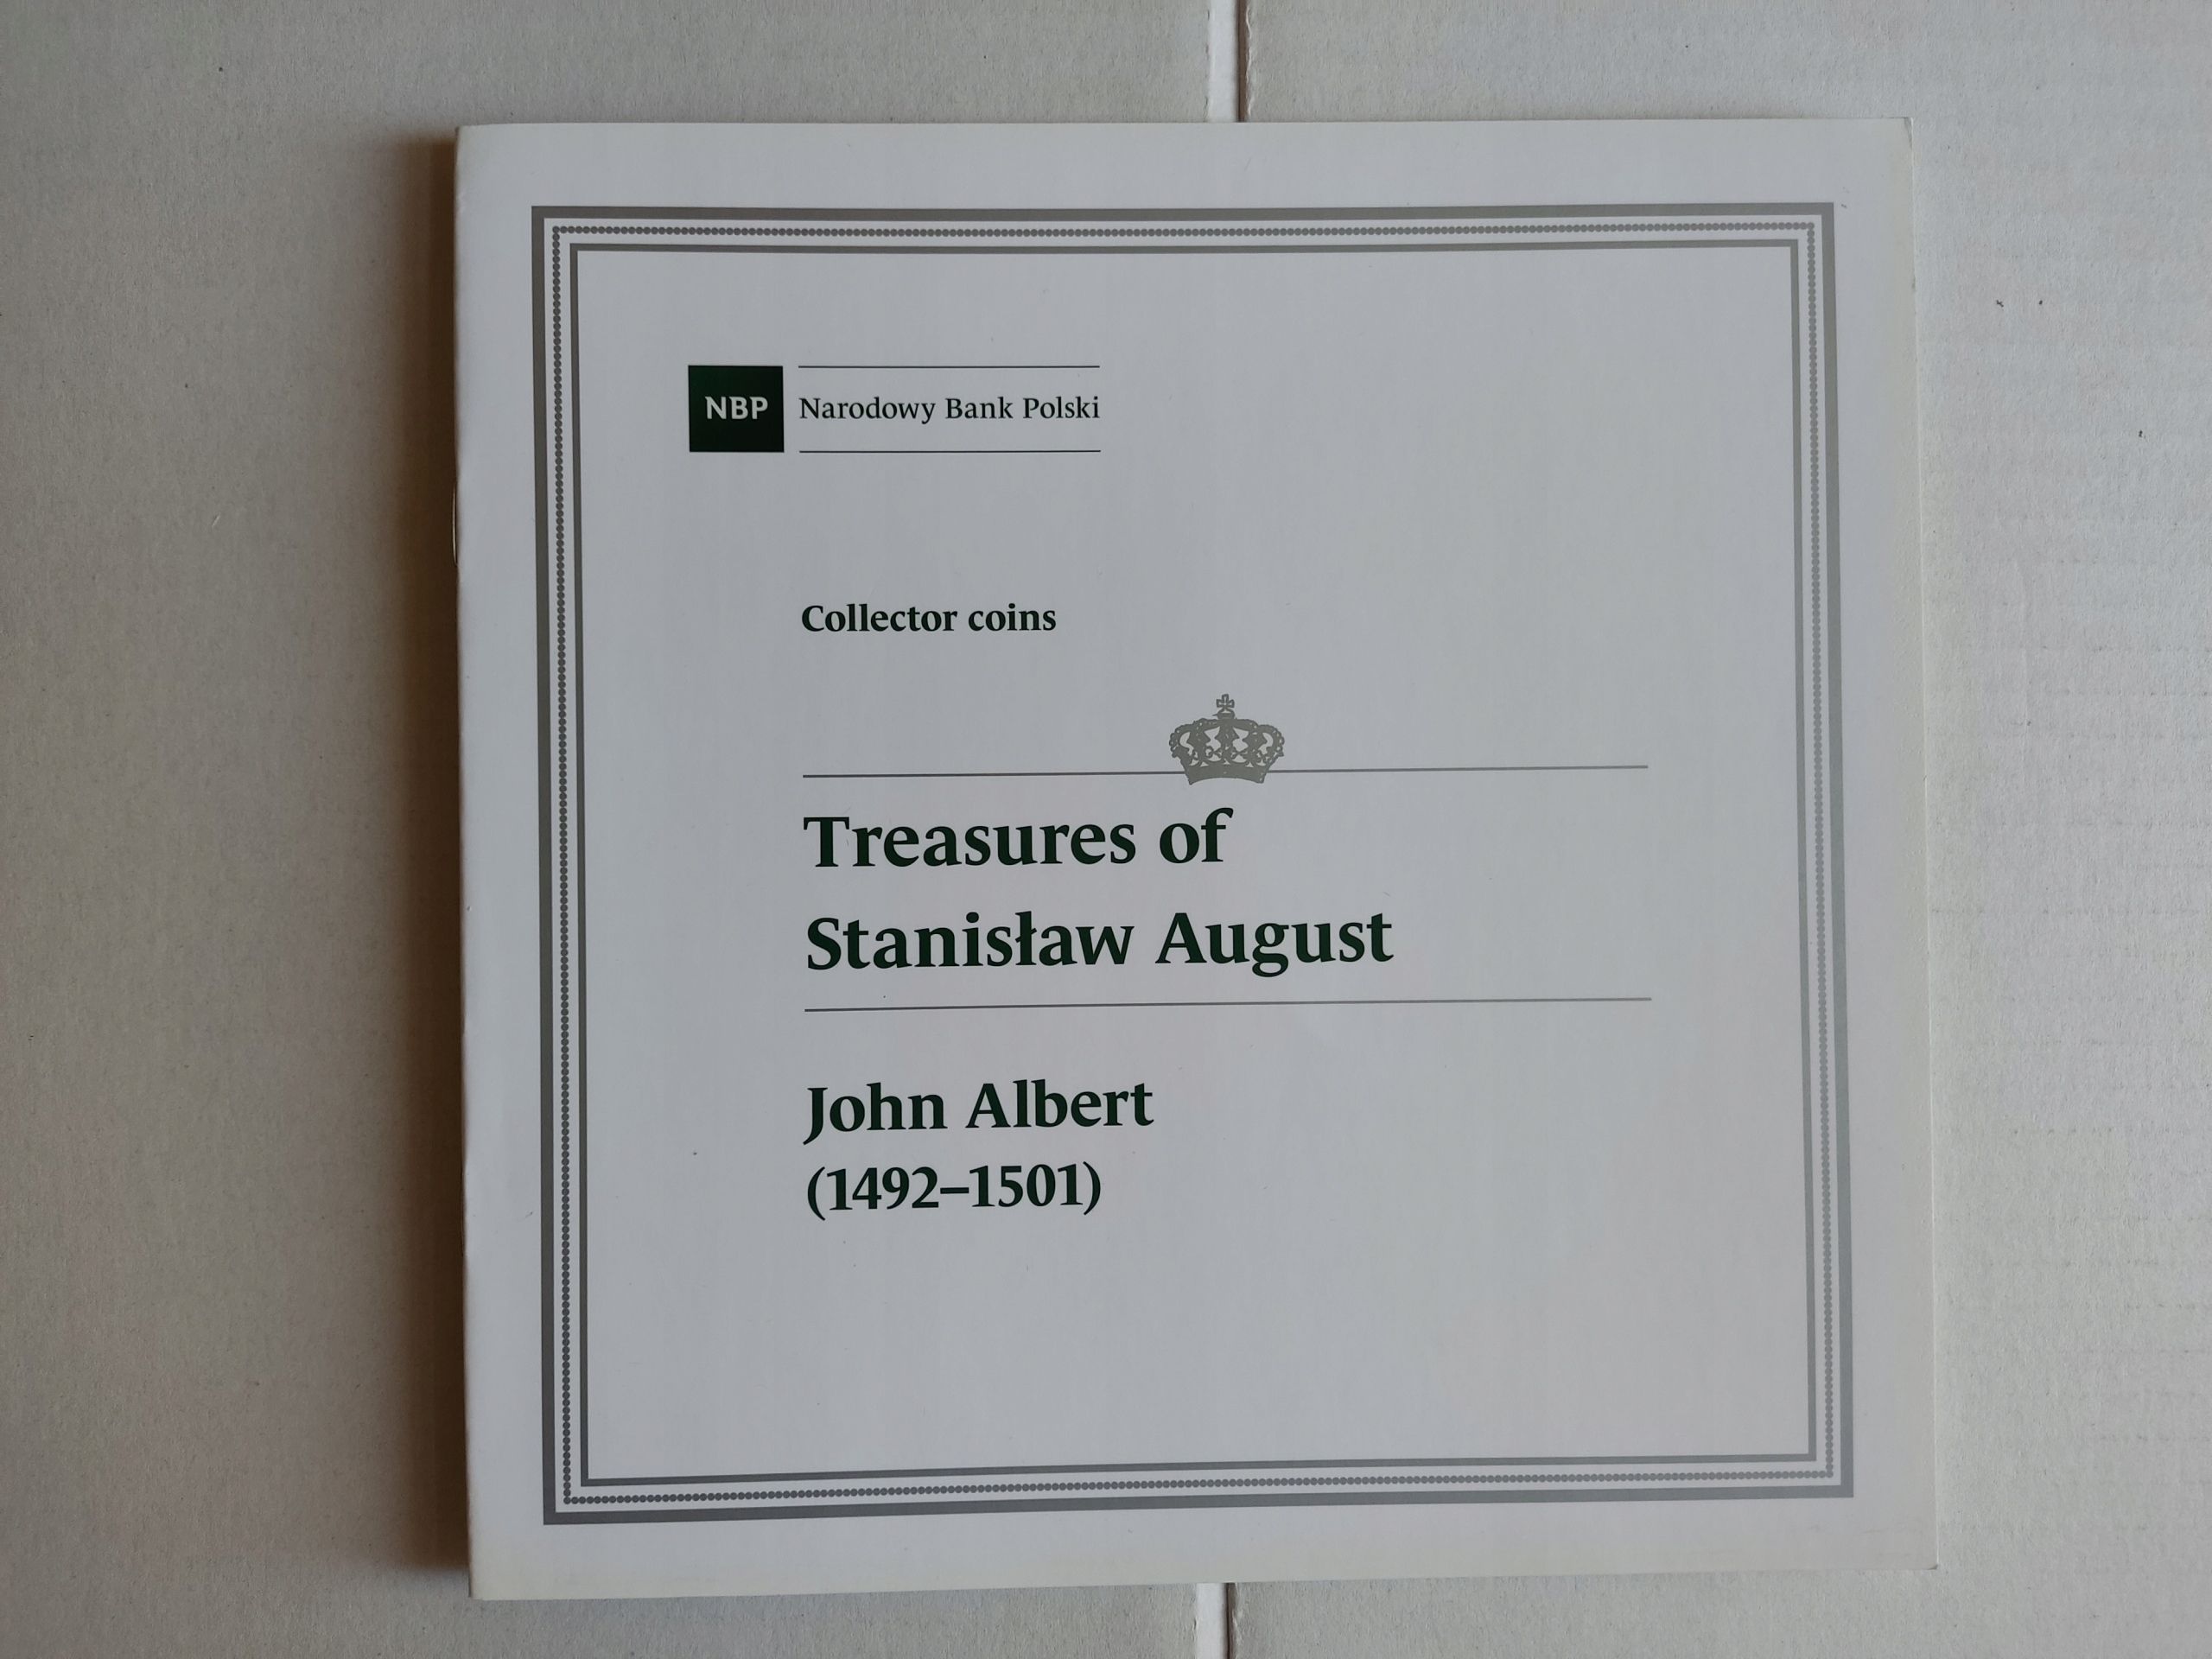 NBP Narodowy Bank Polski
Collector coins
Treasures of
Stanisław August
John Albert
(1492–1501)